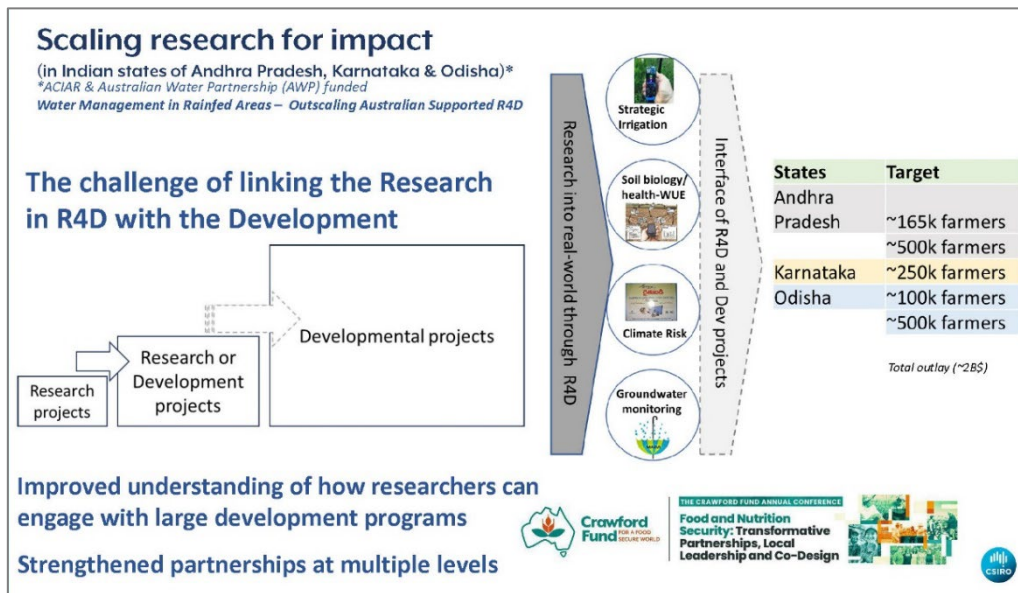 Scaling research for impact
(in Indian states of Andhra Pradesh, Karnataka & Odisha)*
*ACIAR & Australian Water Partnership (AWP) funded
Water Management in Rainfed Areas – Outscaling Australian Supported R4D
The challenge of linking the Research
in R4D with the Development
Research
projects
Research or
Development
projects
Developmental projects
Research into real-world through R4D
Strategic
Irrigation
Soil biology/
health-WUE
Climate Risk
Groundwater
monitoring
Interface of R4D and Dev projects
States Target
Andhra
Pradesh ~165k farmers
~500k farmers
Karnataka ~250k farmers
Odisha ~100k farmers
~500k farmers
Total outlay (~2B$)
Improved understanding of how researchers can
engage with large development programs
Strengthened partnerships at multiple levels
Crawford
Fund
FOR A FOOD
SECURE WORLD
THE CRAWFORD FUND ANNUAL CONFERENCE
Food and Nutrition
Security: Transformative
Partnerships, Local
Leadership and Co-Design
CSIRO